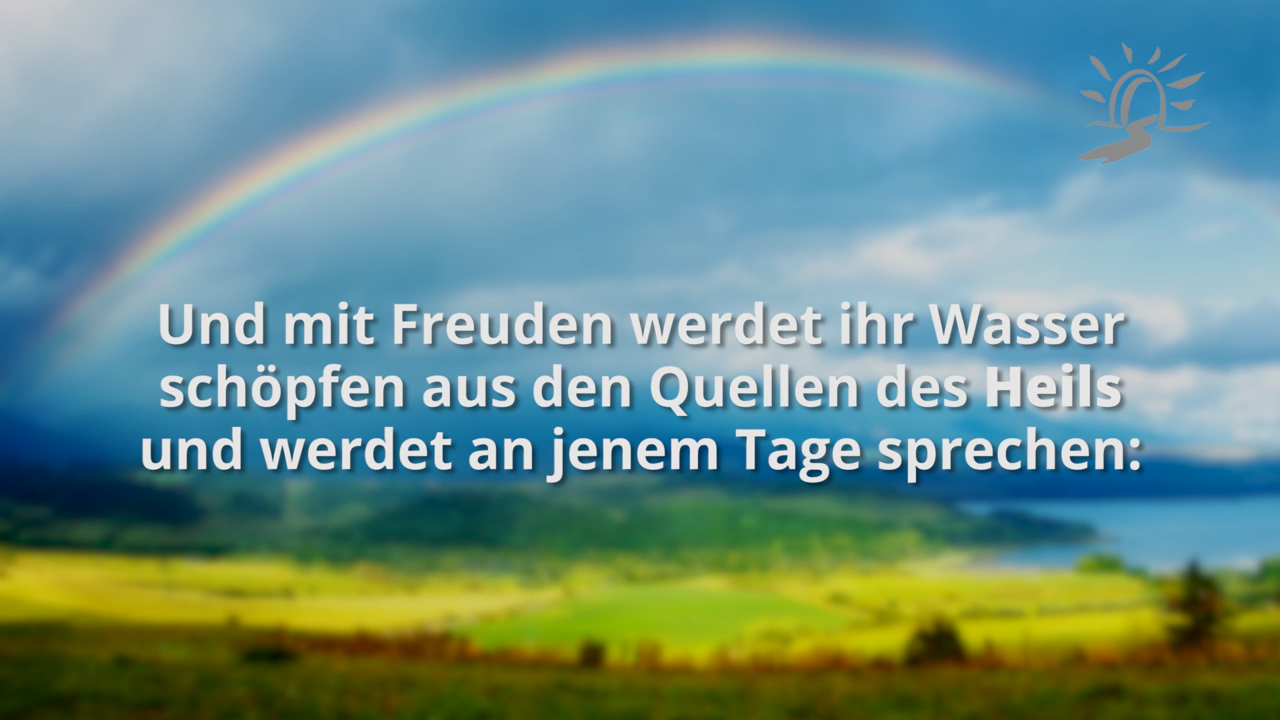 Und mit Freuden werdet ihr Wasser
schöpfen aus den Quellen des Heils
und werdet an jenem Tage sprechen: